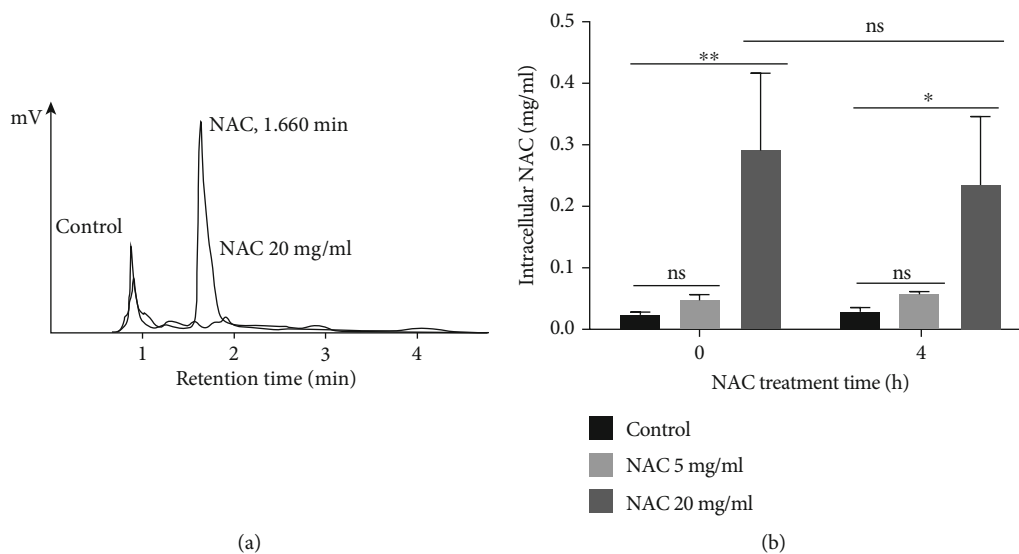 mV
NAC, 1.660 min
Control
NAC 20 mg/ml
1
2
3
4
Retention time (min)
(a)
0.5
0.4
0.3
0.2
0.1
0.0
Intracellular NAC (mg/ml)
ns
**
*
ns
ns
0
4
NAC treatment time (h)
Control
NAC 5 mg/ml
NAC 20 mg/ml
(b)